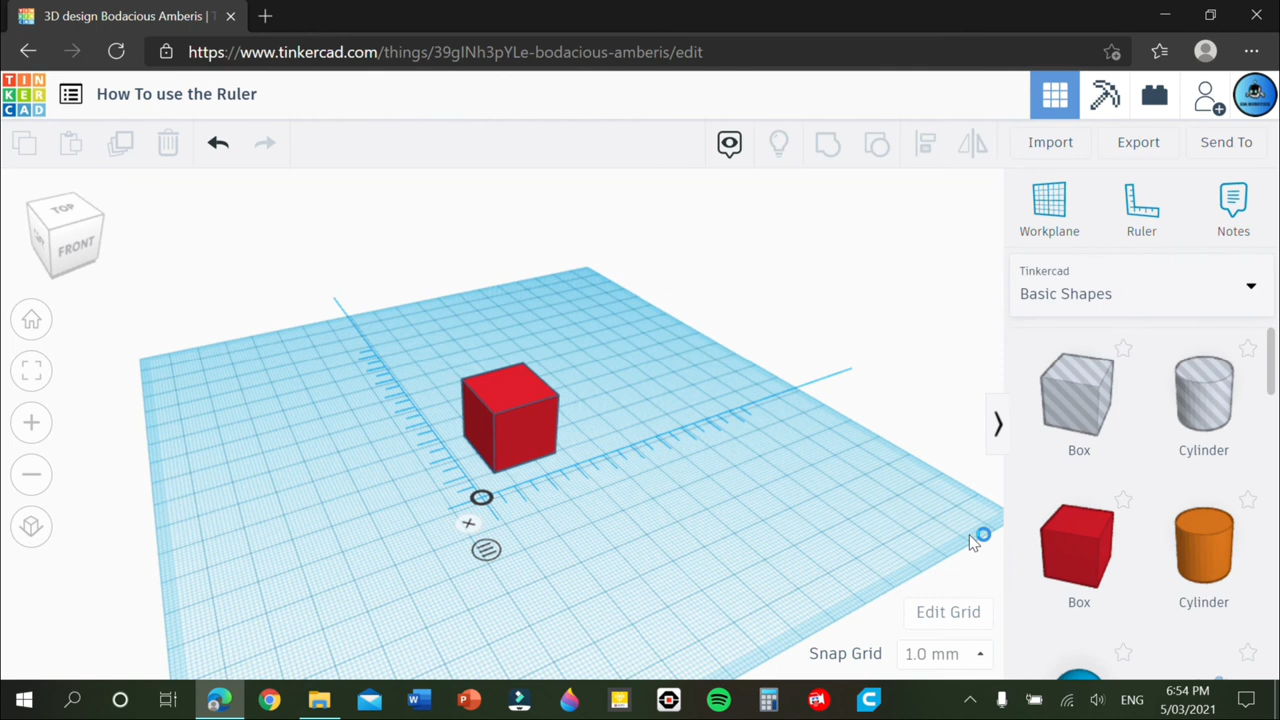 3D design Bodacious Amberis | T
https://www.tinkercad.com/things/39gINh3pYLe-bodacious-amberis/edit
TIN
KER
CAD
How To use the Ruler
Import
Export
Send To
TOP
FRONT
Workplane
Ruler
Notes
Tinkercad
Basic Shapes
Box
Cylinder
Box
Cylinder
Edit Grid
Snap Grid
1.0 mm
ENG
6:54 PM
5/03/2021